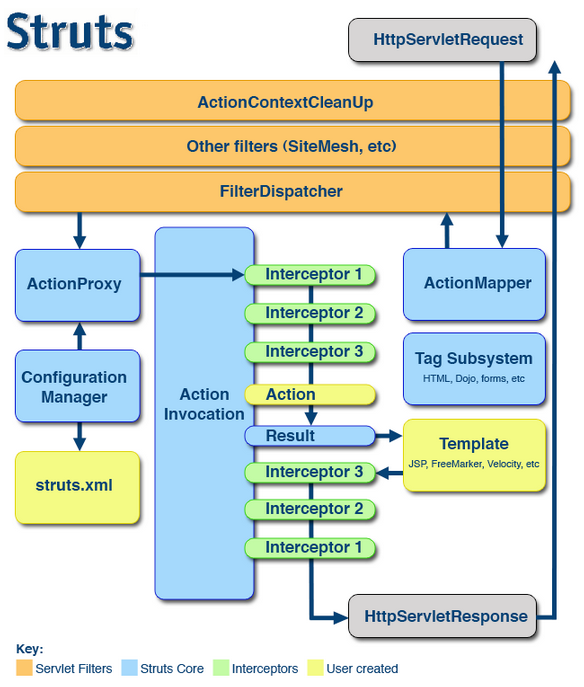 Struts
HttpServletRequest
ActionContextCleanUp
Other filters (SiteMesh, etc)
FilterDispatcher
ActionProxy
Interceptor 1
ActionMapper
Interceptor 2
Interceptor 3
Tag Subsystem
HTML, Dojo, forms, etc
Configuration
Manager
Action
Invocation
Action
Result
Template
JSP, FreeMarker, Velocity, etc
struts.xml
Interceptor 3
Interceptor 2
Interceptor 1
HttpServletResponse
Key:
Servlet Filters
Struts Core
Interceptors
User created